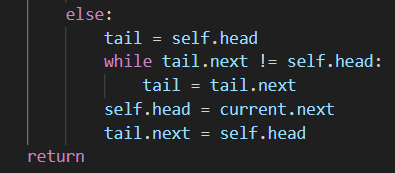 else:
tail = self.head
while tail.next != self.head:
tail = tail.next
self.head = current.next
tail.next = self.head
return